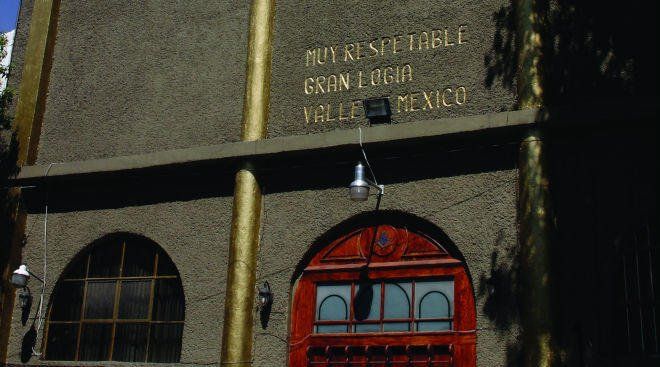 MUY RESPETABLE
GRAN LOGIA
VALLE MEXICO